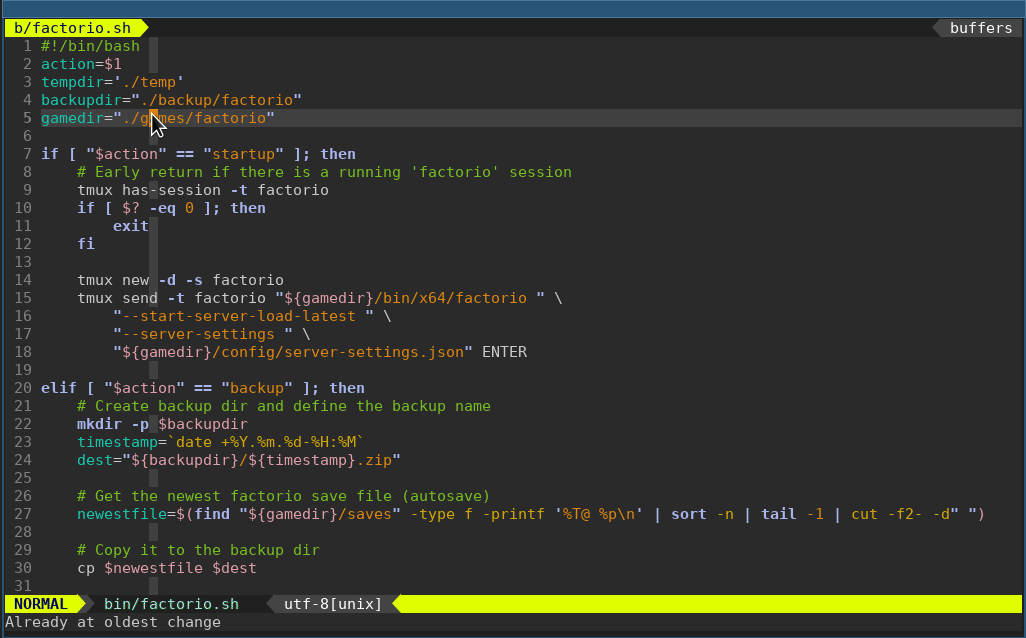 b/factorio.sh buffers
1 #!/bin/bash
2 action=$1
3 tempdir='./temp'
4 backupdir="./backup/factorio"
5 gamedir="./games/factorio"
6
7 if [ "$action" == "startup" ]; then
8     # Early return if there is a running 'factorio' session
9     tmux has-session -t factorio
10     if [ $? -eq 0 ]; then
11         exit
12     fi
13
14     tmux new -d -s factorio
15     tmux send -t factorio "${gamedir}/bin/x64/factorio " \
16         "--start-server-load-latest " \
17         "--server-settings " \
18         "${gamedir}/config/server-settings.json" ENTER
19
20 elif [ "$action" == "backup" ]; then
21     # Create backup dir and define the backup name
22     mkdir -p $backupdir
23     timestamp=`date +%Y.%m.%d-%H:%M`
24     dest="${backupdir}/${timestamp}.zip"
25
26     # Get the newest factorio save file (autosave)
27     newestfile=$(find "${gamedir}/saves" -type f -printf '%T@ %p\n' | sort -n | tail -1 | cut -f2- -d" ")
28
29     # Copy it to the backup dir
30     cp $newestfile $dest
31
NORMAL bin/factorio.sh utf-8[unix]
Already at oldest change